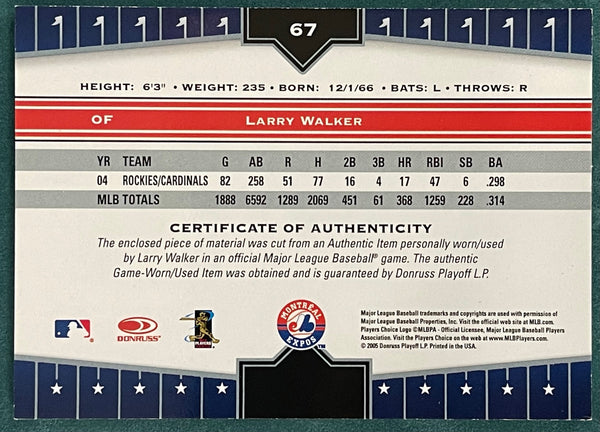 67
HEIGHT: 6'3" • WEIGHT: 235 • BORN: 12/1/66 • BATS: L • THROWS: R
OF LARRY WALKER
YR TEAM G AB R H 2B 3B HR RBI SB BA
04 ROCKIES/CARDINALS 82 258 51 77 16 4 17 47 6 .298
MLB TOTALS 1888 6592 1289 2069 451 61 368 1259 228 .314
CERTIFICATE OF AUTHENTICITY
The enclosed piece of material was cut from an Authentic Item personally worn/used
by Larry Walker in an official Major League Baseball® game. The authentic
Game-Worn/Used Item was obtained and is guaranteed by Donruss Playoff L.P.
DONRUSS
PLAYERS
MONTRÉAL
EXPOS
TM
Major League Baseball trademarks and copyrights are used with permission of
Major League Baseball Properties, Inc. Visit the official web site at MLB.com.
Players Choice Logo ©MLBPA - Official Licensee, Major League Baseball Players
Association. Visit the Players Choice on the web at www.MLBPlayers.com.
© 2005 Donruss Playoff L.P. Printed in the USA.